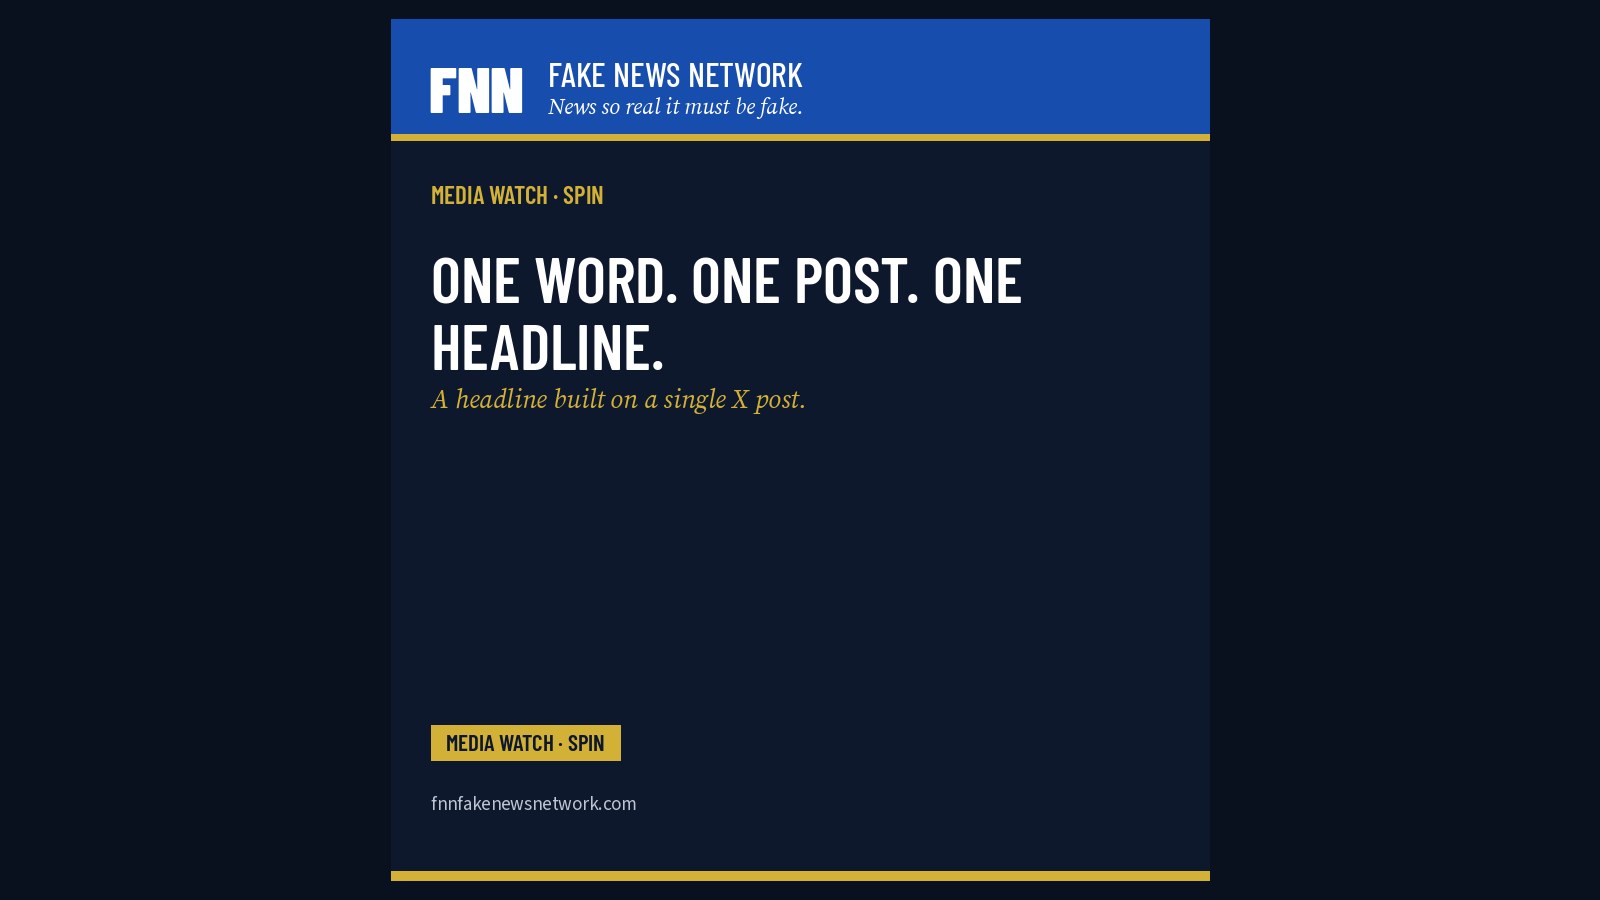 FNN
FAKE NEWS NETWORK
News so real it must be fake.
MEDIA WATCH · SPIN
ONE WORD. ONE POST. ONE
HEADLINE.
A headline built on a single X post.
MEDIA WATCH · SPIN
fnnfakenewsnetwork.com